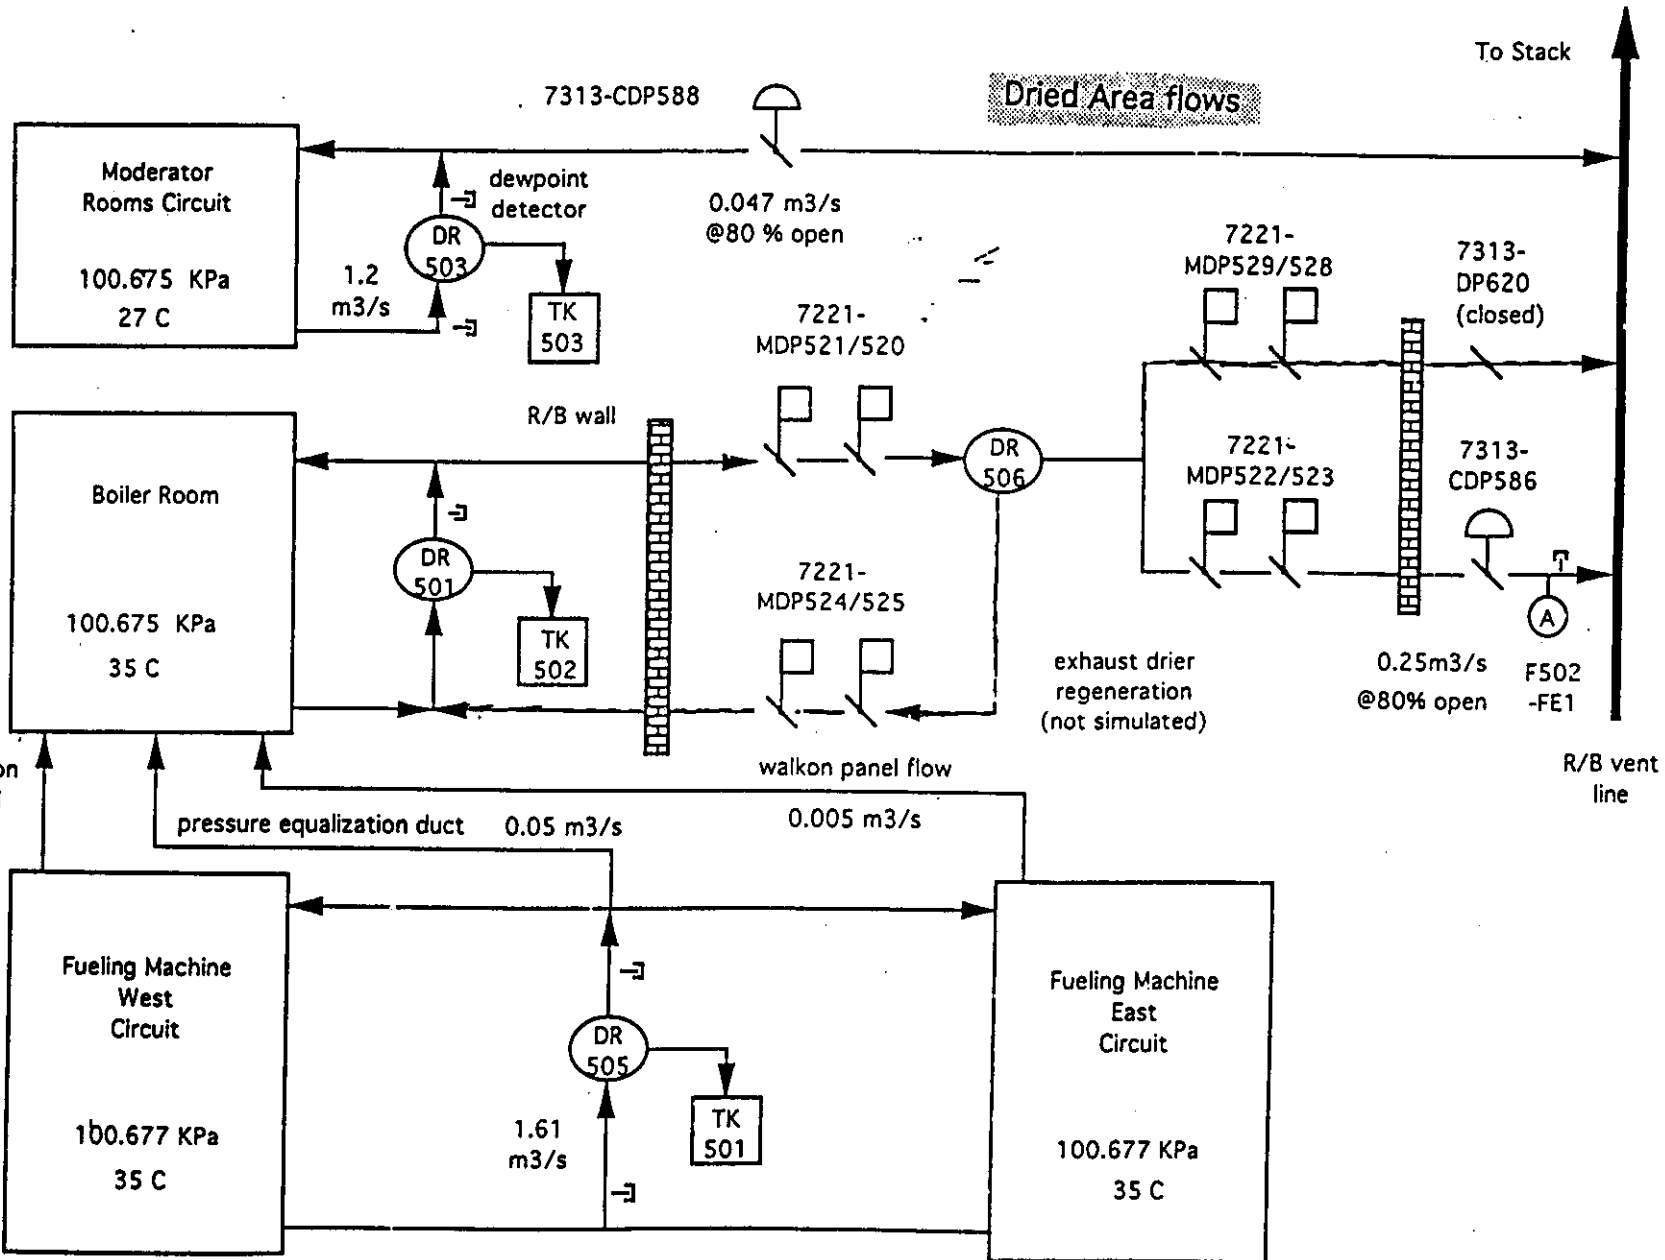 To Stack
7313-CDP588
Dried Area flows
Moderator
Rooms Circuit
100.675 KPa
27 C
dewpoint
detector
DR
503
1.2
m3/s
TK
503
0.047 m3/s
@80 % open
7221-
MDP529/528
7313-
DP620
(closed)
7221-
MDP521/520
R/B wall
Boiler Room
100.675 KPa
35 C
DR
501
TK
502
DR
506
7221-
MDP522/523
7313-
CDP586
7221-
MDP524/525
A
exhaust drier
regeneration
(not simulated)
0.25m3/s
@80% open
F502
-FE1
R/B vent
line
on
walkon panel flow
0.005 m3/s
pressure equalization duct 0.05 m3/s
Fueling Machine
West
Circuit
100.677 KPa
35 C
DR
505
1.61
m3/s
TK
501
Fueling Machine
East
Circuit
100.677 KPa
35 C